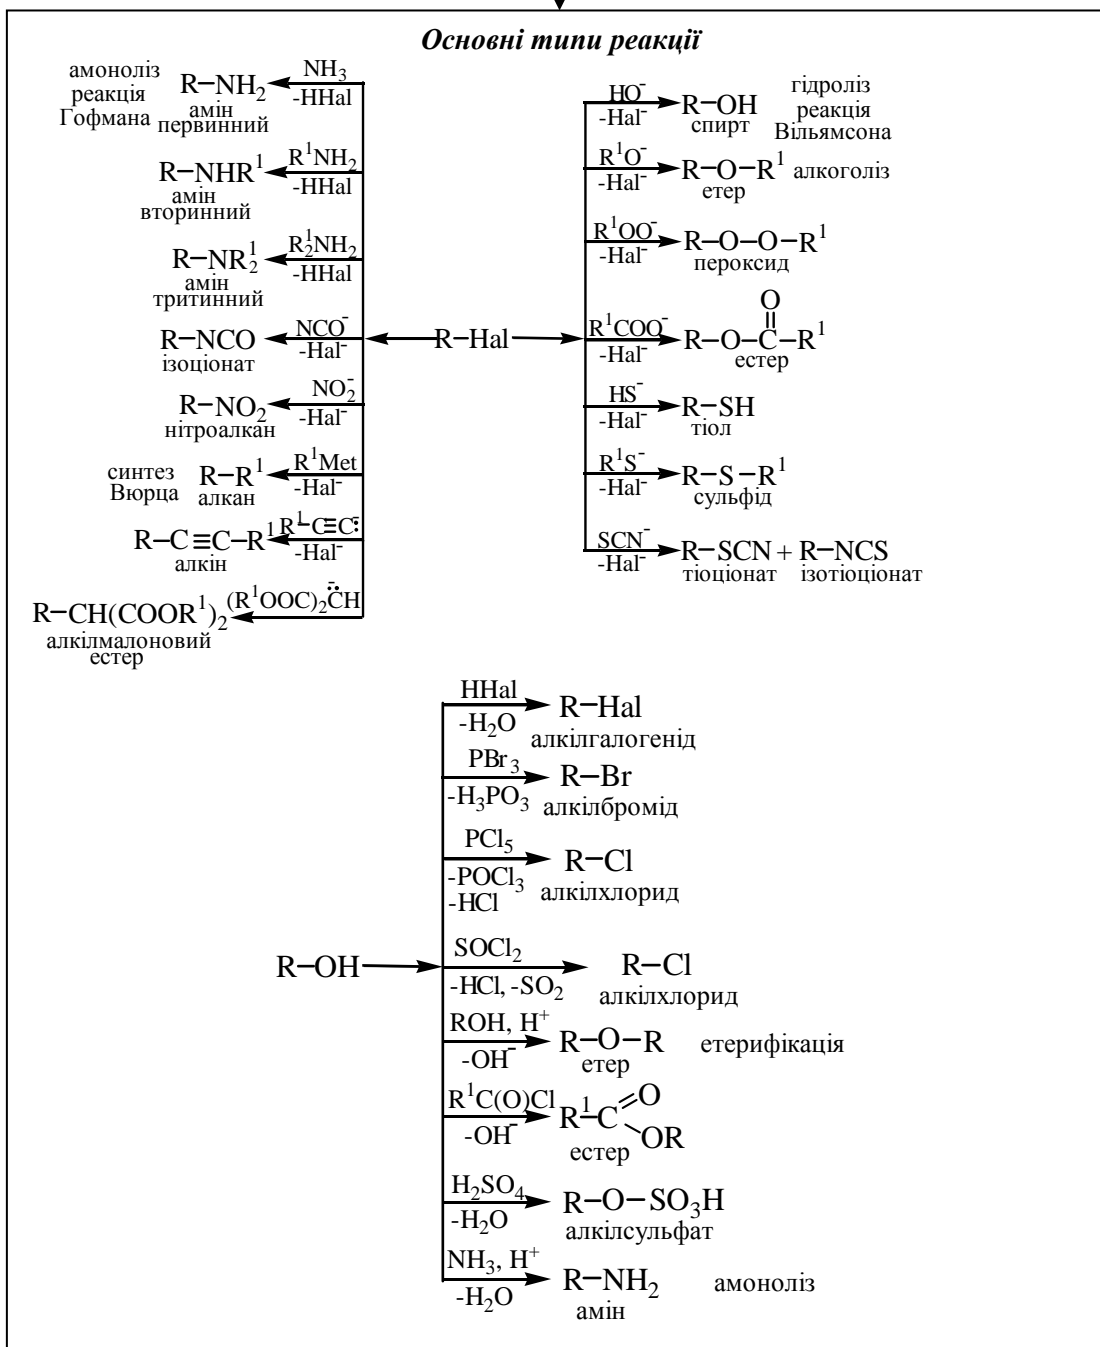 Основні типи реакції
амоноліз
реакція
Гофмана
R–NH₂
амін
первинний
NH₃
-HHal
R–NHR¹
амін
вторинний
R¹NH₂
-HHal
R–NR¹₂
амін
тритинний
R¹₂NH₂
-HHal
R–NCO
ізоціонат
NCO⁻
-Hal⁻
R–NO₂
нітроалкан
NO₂⁻
-Hal⁻
синтез
Вюрца
R–R¹
алкан
R¹Met
-Hal⁻
R–C≡C–R¹
алкін
R¹–C≡C:⁻
-Hal⁻
R–CH(COOR¹)₂
алкілмалоновий
естер
(R¹OOC)₂C̈⁻H
R–Hal
HO⁻
-Hal⁻
R–OH
спирт
гідроліз
реакція
Вільямсона
R¹O⁻
-Hal⁻
R–O–R¹
етер
алкоголіз
R¹OO⁻
-Hal⁻
R–O–O–R¹
пероксид
R¹COO⁻
-Hal⁻
O
R–O–C–R¹
естер
HS⁻
-Hal⁻
R–SH
тіол
R¹S⁻
-Hal⁻
R–S–R¹
сульфід
SCN⁻
-Hal⁻
R–SCN + R–NCS
тіоціонат ізотіоціонат
R–OH
HHal
-H₂O
R–Hal
алкілгалогенід
PBr₃
-H₃PO₃
R–Br
алкілбромід
PCl₅
-POCl₃
-HCl
R–Cl
алкілхлорид
SOCl₂
-HCl, -SO₂
R–Cl
алкілхлорид
ROH, H⁺
-OH⁻
R–O–R
етер
етерифікація
R¹C(O)Cl
-OH⁻
O
R¹–C
OR
естер
H₂SO₄
-H₂O
R–O–SO₃H
алкілсульфат
NH₃, H⁺
-H₂O
R–NH₂
амін
амоноліз